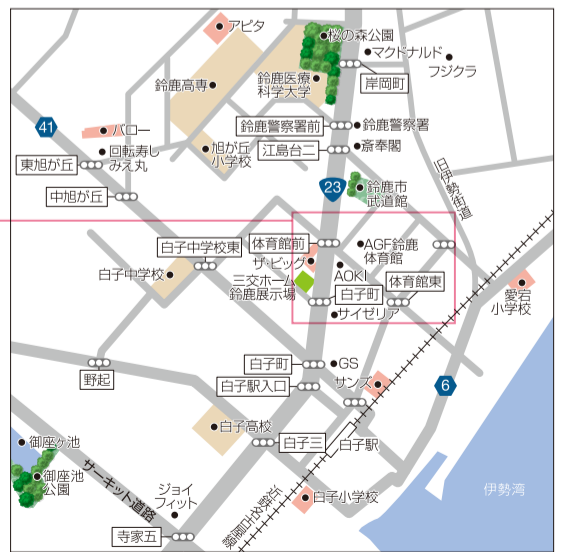 アピタ
桜の森公園
マクドナルド
フジクラ
鈴鹿高専
鈴鹿医療
科学大学
岸岡町
41
バロー
回転寿し
みえ丸
東旭が丘
中旭が丘
旭が丘
小学校
鈴鹿警察署前
鈴鹿警察署
江島台二
斎奉閣
23
鈴鹿市
武道館
旧伊勢街道
白子中学校東
白子中学校
体育館前
ザ・ビッグ
三交ホーム
鈴鹿展示場
AGF鈴鹿
体育館
AOKI
体育館東
白子町
サイゼリア
愛宕
小学校
野起
白子町
GS
白子駅入口
サンズ
6
白子高校
白子三
白子駅
御座ヶ池
御座池
公園
サーキット道路
ジョイ
フィット
白子小学校
近鉄名古屋線
伊勢湾
寺家五